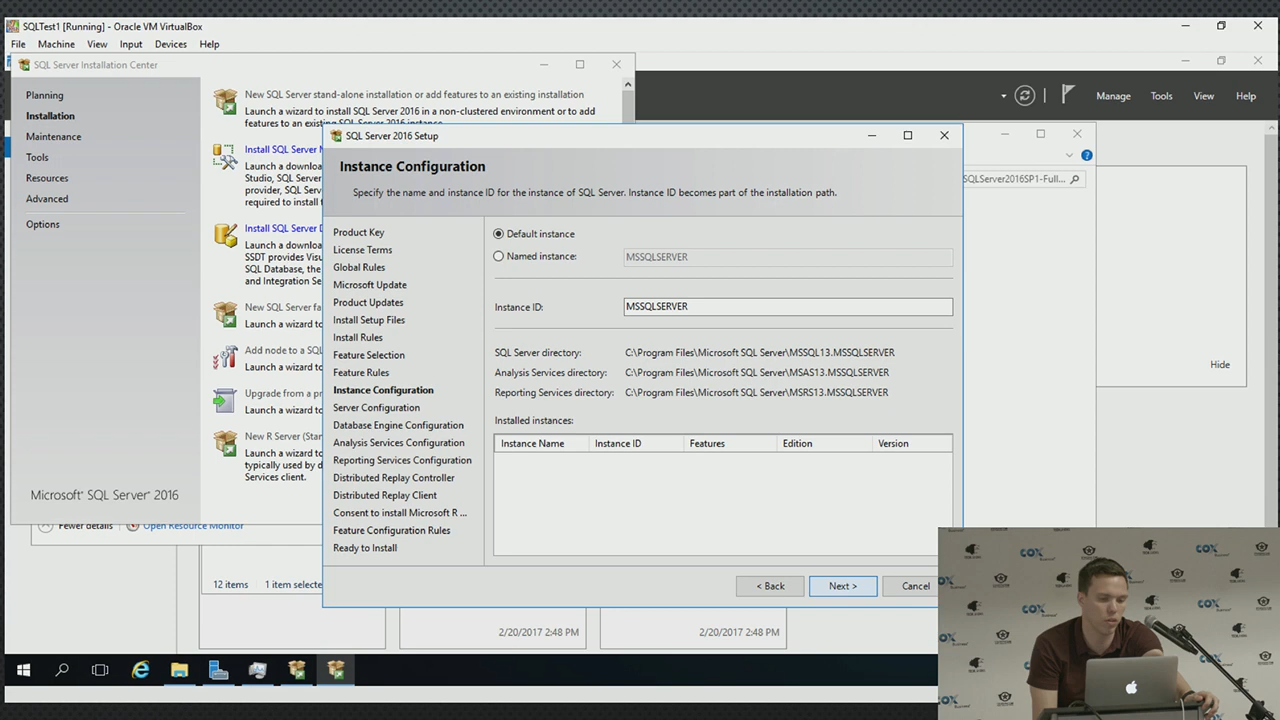 SQLTest1 [Running] - Oracle VM VirtualBox
File Machine View Input Devices Help
SQL Server Installation Center
Planning
Installation
Maintenance
Tools
Resources
Advanced
Options
Microsoft® SQL Server® 2016
New SQL Server stand-alone installation or add features to an existing installation
Launch a wizard to install SQL Server 2016 in a non-clustered environment or to add
features to an existing SQL Server 2016 instance.
Install SQL Server
Launch a download
Studio, SQL Server
provider, SQL Server
required to install
Install SQL Server
Launch a download
SSDT provides
SQL Database, the
and Integration
New SQL Server
Launch a wizard to
Add node to a SQL
Launch a wizard
Upgrade from a
Launch a wizard to
New R Server
Launch a wizard
typically used by
Services client.
Manage Tools View Help
SQLServer2016SP1-Full...
Hide
SQL Server 2016 Setup
Instance Configuration
Specify the name and instance ID for the instance of SQL Server. Instance ID becomes part of the installation path.
Product Key
License Terms
Global Rules
Microsoft Update
Product Updates
Install Setup Files
Install Rules
Feature Selection
Feature Rules
Instance Configuration
Server Configuration
Database Engine Configuration
Analysis Services Configuration
Reporting Services Configuration
Distributed Replay Controller
Distributed Replay Client
Consent to install Microsoft R ...
Feature Configuration Rules
Ready to Install
Default instance
Named instance: MSSQLSERVER
Instance ID: MSSQLSERVER
SQL Server directory: C:\Program Files\Microsoft SQL Server\MSSQL13.MSSQLSERVER
Analysis Services directory: C:\Program Files\Microsoft SQL Server\MSAS13.MSSQLSERVER
Reporting Services directory: C:\Program Files\Microsoft SQL Server\MSRS13.MSSQLSERVER
Installed instances:
Instance Name Instance ID Features Edition Version
< Back Next > Cancel
Fewer details Open Resource Monitor
12 items 1 item selected
2/20/2017 2:48 PM 2/20/2017 2:48 PM
COX COX
COX COX